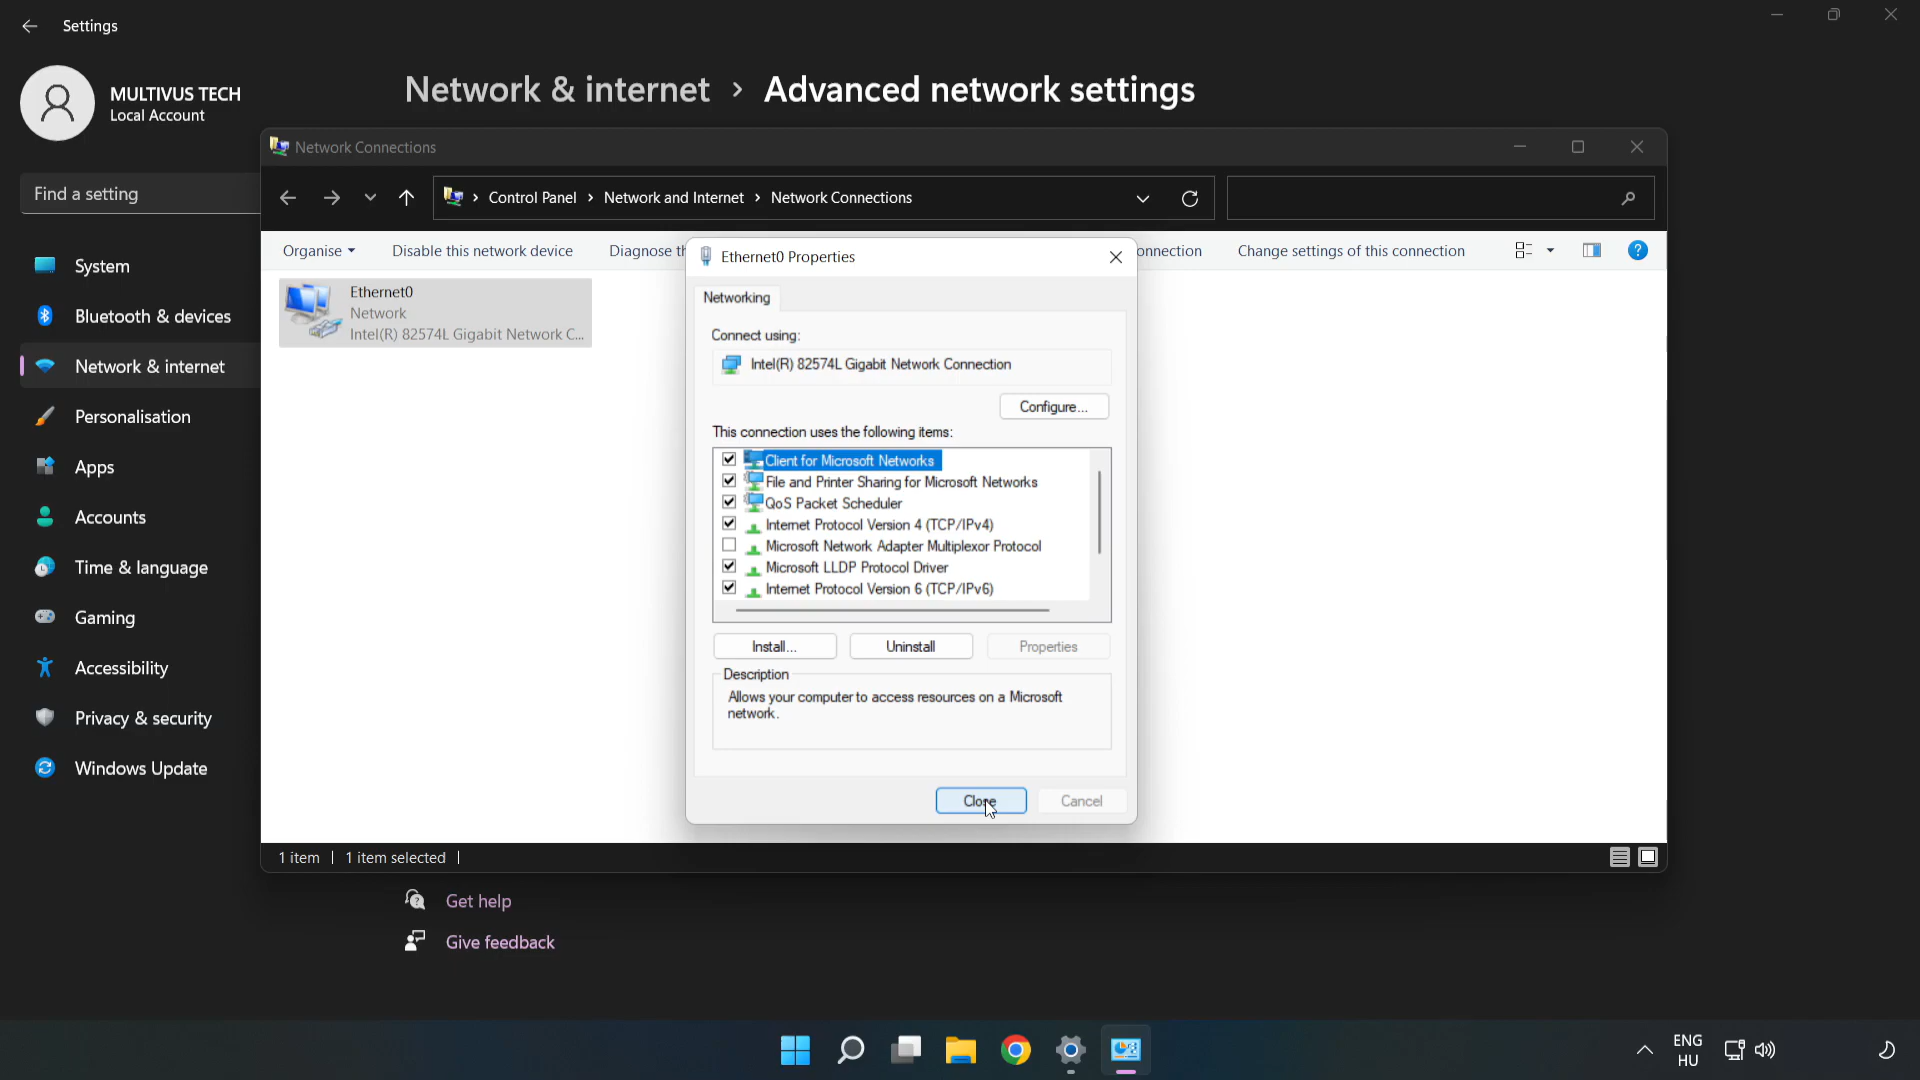 Settings
MULTIVUS TECH
Local Account
Network & internet › Advanced network settings
Find a setting
System
Bluetooth & devices
Network & internet
Personalisation
Apps
Accounts
Time & language
Gaming
Accessibility
Privacy & security
Windows Update
Network Connections
Control Panel › Network and Internet › Network Connections
Organise Disable this network device Diagnose th onnection Change settings of this connection
Ethernet0
Network
Intel(R) 82574L Gigabit Network C...
Ethernet0 Properties
Networking
Connect using:
Intel(R) 82574L Gigabit Network Connection
Configure...
This connection uses the following items:
Client for Microsoft Networks
File and Printer Sharing for Microsoft Networks
QoS Packet Scheduler
Internet Protocol Version 4 (TCP/IPv4)
Microsoft Network Adapter Multiplexor Protocol
Microsoft LLDP Protocol Driver
Internet Protocol Version 6 (TCP/IPv6)
Install... Uninstall Properties
Description
Allows your computer to access resources on a Microsoft
network.
Close Cancel
1 item 1 item selected
Get help
Give feedback
ENG
HU